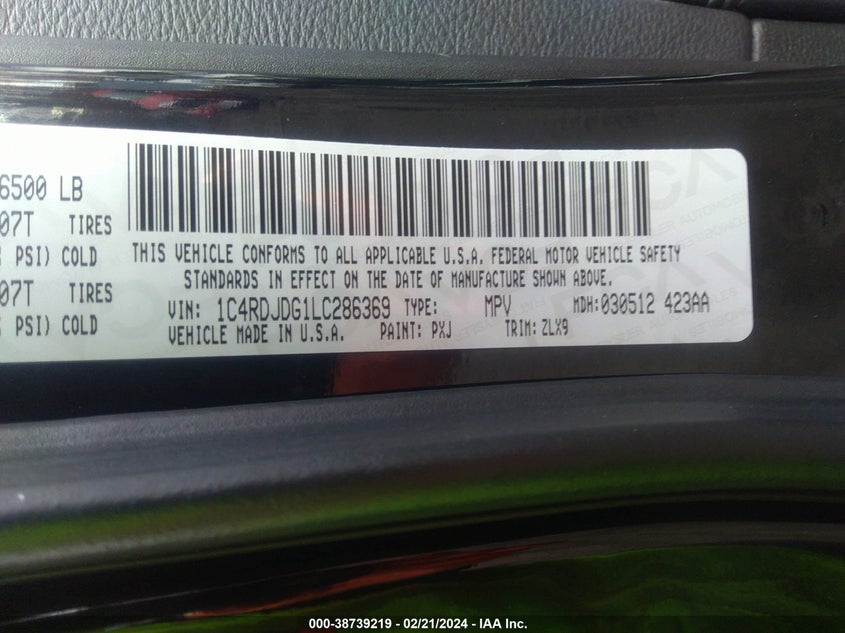 6500 LB
07T TIRES
PSI) COLD
07T TIRES
PSI) COLD
THIS VEHICLE CONFORMS TO ALL APPLICABLE U.S.A. FEDERAL MOTOR VEHICLE SAFETY
STANDARDS IN EFFECT ON THE DATE OF MANUFACTURE SHOWN ABOVE.
VIN: 1C4RDJDG1LC286369 TYPE: MPV MDH: 030512 423AA
VEHICLE MADE IN U.S.A. PAINT: PXJ TRIM: ZLX9
000-38739219 - 02/21/2024 - IAA Inc.